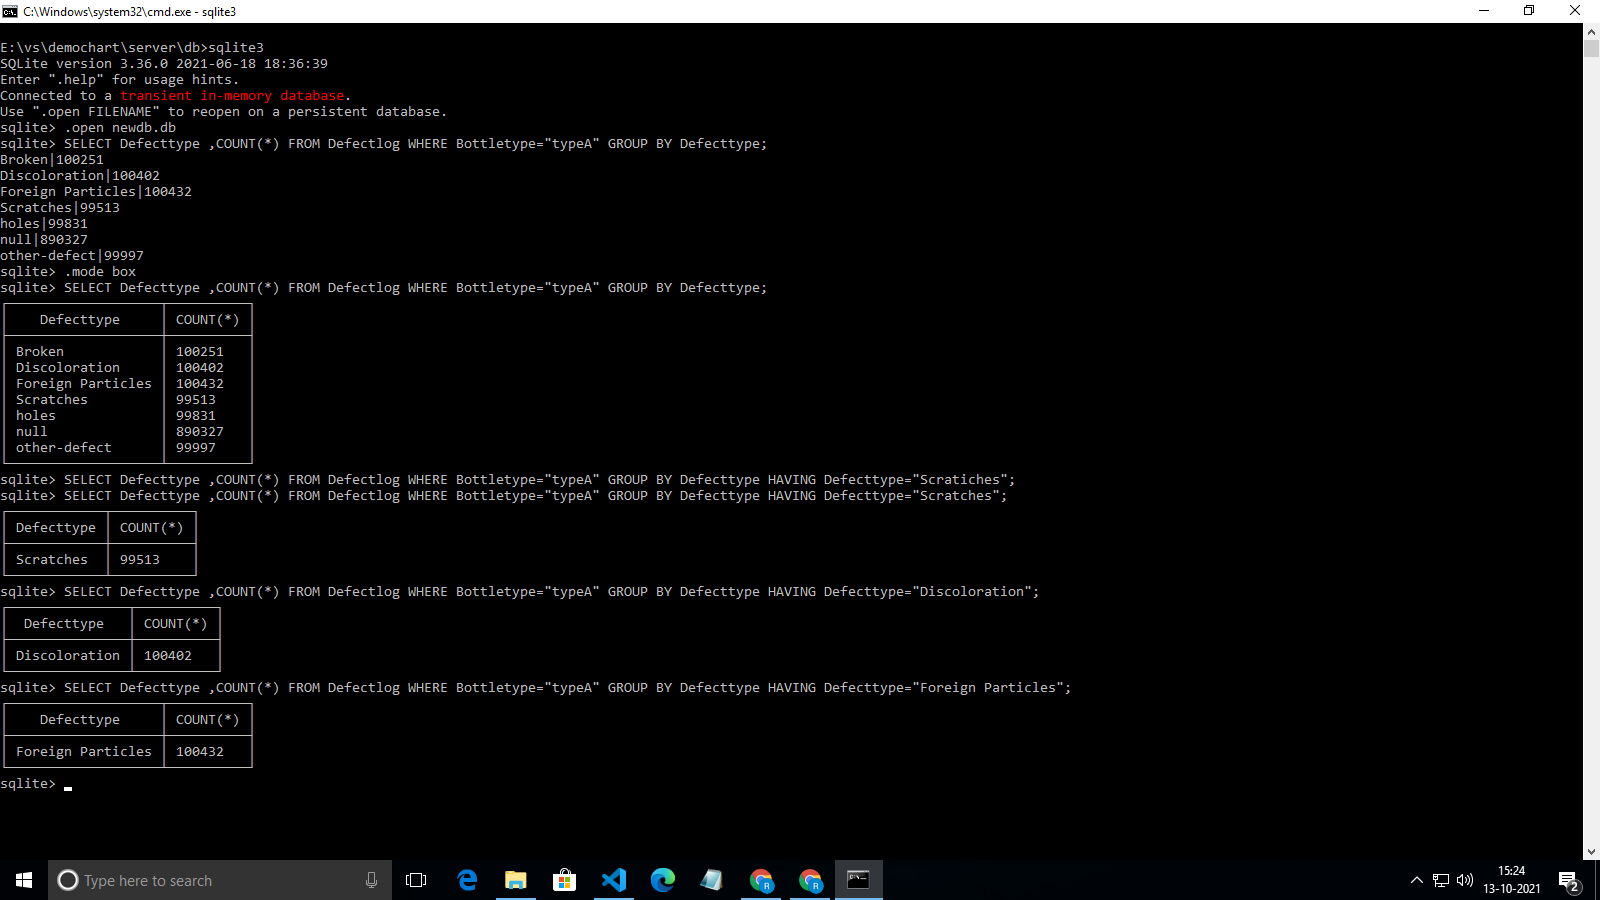 C:\Windows\system32\cmd.exe - sqlite3
E:\vs\demochart\server\db>sqlite3
SQLite version 3.36.0 2021-06-18 18:36:39
Enter ".help" for usage hints.
Connected to a transient in-memory database.
Use ".open FILENAME" to reopen on a persistent database.
sqlite> .open newdb.db
sqlite> SELECT Defecttype ,COUNT(*) FROM Defectlog WHERE Bottletype="typeA" GROUP BY Defecttype;
Broken|100251
Discoloration|100402
Foreign Particles|100432
Scratches|99513
holes|99831
null|890327
other-defect|99997
sqlite> .mode box
sqlite> SELECT Defecttype ,COUNT(*) FROM Defectlog WHERE Bottletype="typeA" GROUP BY Defecttype;
Defecttype COUNT(*)
Broken 100251
Discoloration 100402
Foreign Particles 100432
Scratches 99513
holes 99831
null 890327
other-defect 99997
sqlite> SELECT Defecttype ,COUNT(*) FROM Defectlog WHERE Bottletype="typeA" GROUP BY Defecttype HAVING Defecttype="Scratiches";
sqlite> SELECT Defecttype ,COUNT(*) FROM Defectlog WHERE Bottletype="typeA" GROUP BY Defecttype HAVING Defecttype="Scratches";
Defecttype COUNT(*)
Scratches 99513
sqlite> SELECT Defecttype ,COUNT(*) FROM Defectlog WHERE Bottletype="typeA" GROUP BY Defecttype HAVING Defecttype="Discoloration";
Defecttype COUNT(*)
Discoloration 100402
sqlite> SELECT Defecttype ,COUNT(*) FROM Defectlog WHERE Bottletype="typeA" GROUP BY Defecttype HAVING Defecttype="Foreign Particles";
Defecttype COUNT(*)
Foreign Particles 100432
sqlite>
Type here to search
R
R
15:24
13-10-2021
2